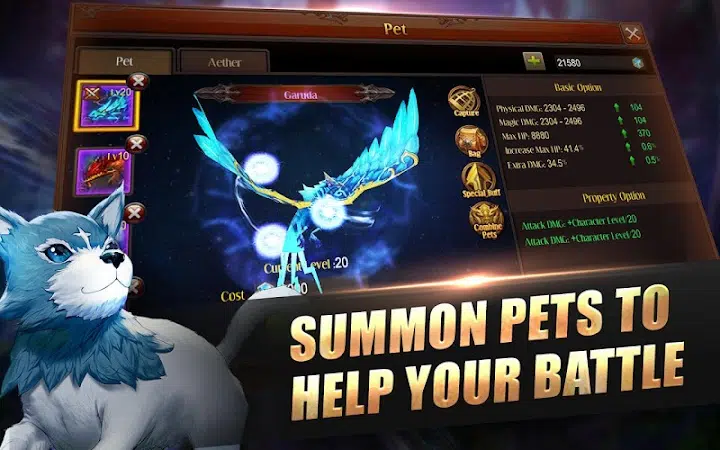 Pet
Pet
Aether
21580
Lv20
Lv10
Garuda
Capture
Bag
Special Buff
Combine
Pets
Current Level :20
Cost
Basic Option
Physical DMG: 2304 - 2496 104
Magic DMG: 2304 - 2496 104
Max HP: 8880 370
Increase Max HP: 41.4% 0.6%
Extra DMG: 34.5% 0.5%
Property Option
Attack DMG: +Character Level/20
Attack DMG: +Character Level/20
SUMMON PETS TO
HELP YOUR BATTLE